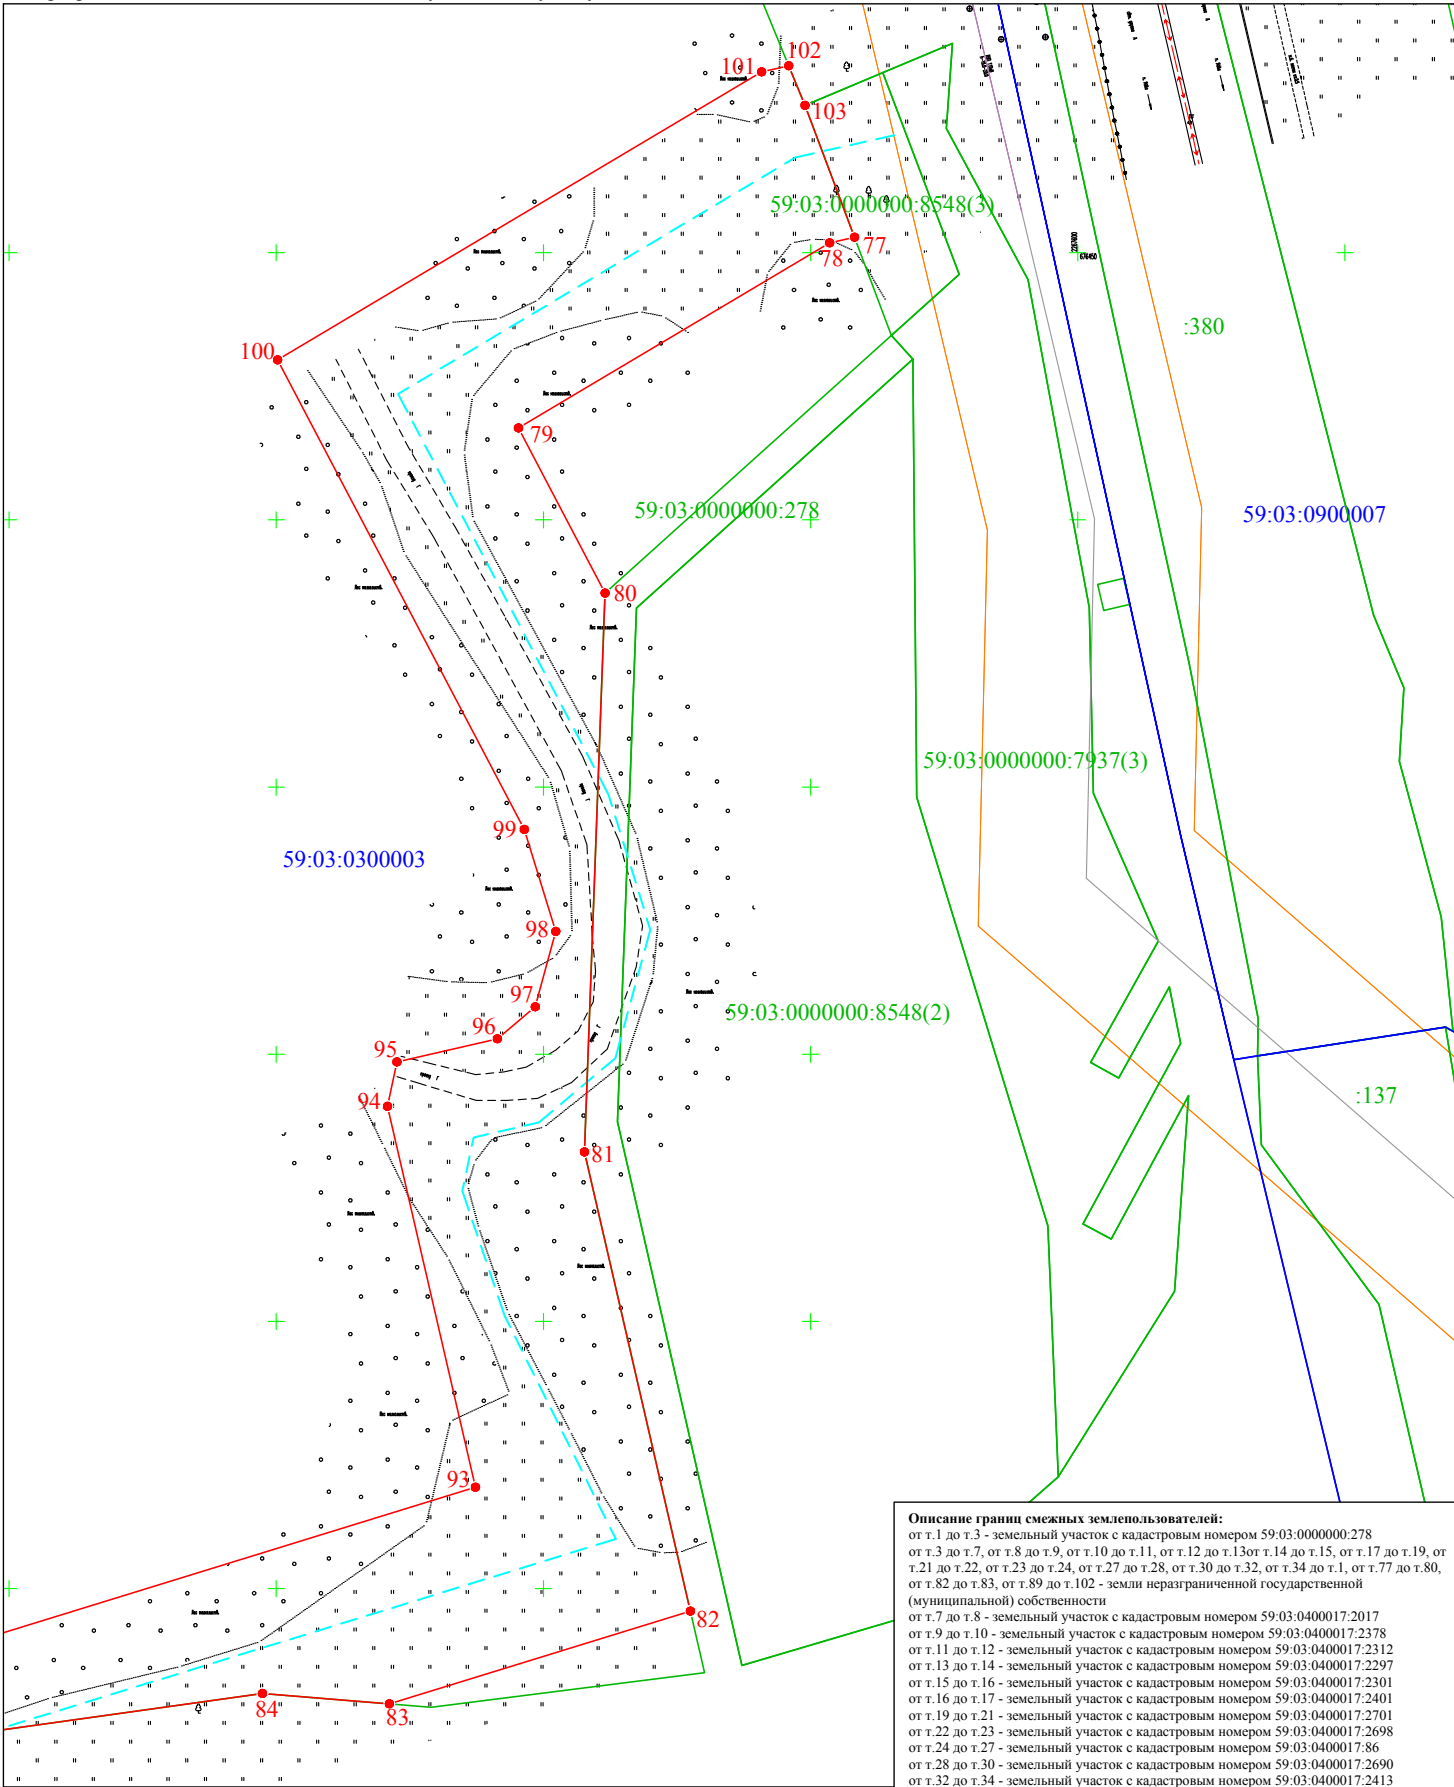 102
101
103
59:03:0000000:8548(3)
77
78
2267600
676450
:380
100
79
59:03:0000000:278
59:03:0900007
80
59:03:0000000:7937(3)
99
59:03:0300003
98
97
59:03:0000000:8548(2)
96
95
94
:137
81
93
82
84
83
Описание границ смежных землепользователей:
от т.1 до т.3 - земельный участок с кадастровым номером 59:03:0000000:278
от т.3 до т.7, от т.8 до т.9, от т.10 до т.11, от т.12 до т.13от т.14 до т.15, от т.17 до т.19, от
т.21 до т.22, от т.23 до т.24, от т.27 до т.28, от т.30 до т.32, от т.34 до т.1, от т.77 до т.80,
от т.82 до т.83, от т.89 до т.102 - земли неразграниченной государственной
(муниципальной) собственности
от т.7 до т.8 - земельный участок с кадастровым номером 59:03:0400017:2017
от т.9 до т.10 - земельный участок с кадастровым номером 59:03:0400017:2378
от т.11 до т.12 - земельный участок с кадастровым номером 59:03:0400017:2312
от т.13 до т.14 - земельный участок с кадастровым номером 59:03:0400017:2297
от т.15 до т.16 - земельный участок с кадастровым номером 59:03:0400017:2301
от т.16 до т.17 - земельный участок с кадастровым номером 59:03:0400017:2401
от т.19 до т.21 - земельный участок с кадастровым номером 59:03:0400017:2701
от т.22 до т.23 - земельный участок с кадастровым номером 59:03:0400017:2698
от т.24 до т.27 - земельный участок с кадастровым номером 59:03:0400017:86
от т.28 до т.30 - земельный участок с кадастровым номером 59:03:0400017:2690
от т.32 до т.34 - земельный участок с кадастровым номером 59:03:0400017:2413